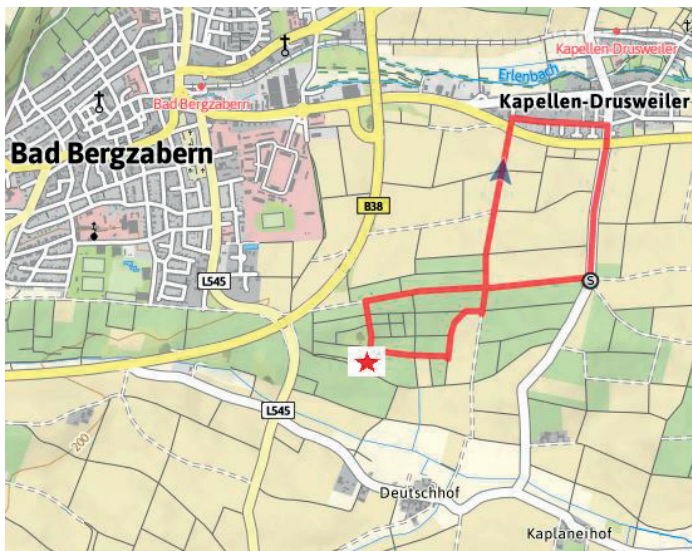 Kapellen-Drusweiler
Erlenbach
Bad Bergzabern
Kapellen-Drusweiler
Bad Bergzabern
B38
L545
S
L545
200
Deutschhof
Kaplaneihof